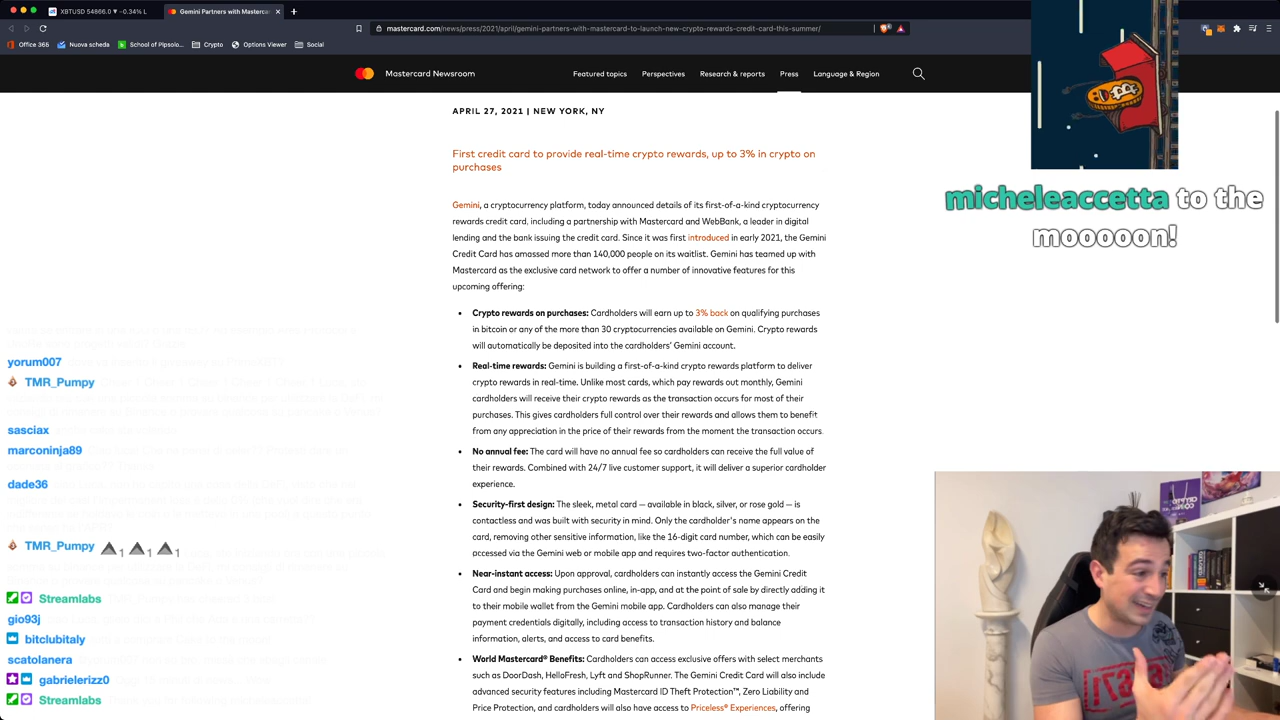 XBTUSD 54866.0 ▼ -0.34% L
Gemini Partners with Mastercar
mastercard.com/news/press/2021/april/gemini-partners-with-mastercard-to-launch-new-crypto-rewards-credit-card-this-summer/
Office 365
Nuova scheda
School of Pipsolo...
Crypto
Options Viewer
Social
Mastercard Newsroom
Featured topics
Perspectives
Research & reports
Press
Language & Region
APRIL 27, 2021 | NEW YORK, NY
First credit card to provide real-time crypto rewards, up to 3% in crypto on
purchases
Gemini, a cryptocurrency platform, today announced details of its first-of-a-kind cryptocurrency
rewards credit card, including a partnership with Mastercard and WebBank, a leader in digital
lending and the bank issuing the credit card. Since it was first introduced in early 2021, the Gemini
Credit Card has amassed more than 140,000 people on its waitlist. Gemini has teamed up with
Mastercard as the exclusive card network to offer a number of innovative features for this
upcoming offering:
• Crypto rewards on purchases: Cardholders will earn up to 3% back on qualifying purchases
in bitcoin or any of the more than 30 cryptocurrencies available on Gemini. Crypto rewards
will automatically be deposited into the cardholders' Gemini account.
• Real-time rewards: Gemini is building a first-of-a-kind crypto rewards platform to deliver
crypto rewards in real-time. Unlike most cards, which pay rewards out monthly, Gemini
cardholders will receive their crypto rewards as the transaction occurs for most of their
purchases. This gives cardholders full control over their rewards and allows them to benefit
from any appreciation in the price of their rewards from the moment the transaction occurs
• No annual fee: The card will have no annual fee so cardholders can receive the full value of
their rewards. Combined with 24/7 live customer support, it will deliver a superior cardholder
experience.
• Security-first design: The sleek, metal card — available in black, silver, or rose gold — is
contactless and was built with security in mind. Only the cardholder's name appears on the
card, removing other sensitive information, like the 16-digit card number, which can be easily
accessed via the Gemini web or mobile app and requires two-factor authentication.
• Near-instant access: Upon approval, cardholders can instantly access the Gemini Credit
Card and begin making purchases online, in-app, and at the point of sale by directly adding it
to their mobile wallet from the Gemini mobile app. Cardholders can also manage their
payment credentials digitally, including access to transaction history and balance
information, alerts, and access to card benefits.
• World Mastercard® Benefits: Cardholders can access exclusive offers with select merchants
such as DoorDash, HelloFresh, Lyft and ShopRunner. The Gemini Credit Card will also include
advanced security features including Mastercard ID Theft Protection™, Zero Liability and
Price Protection, and cardholders will also have access to Priceless® Experiences, offering
micheleaccetta to the
mooooon!
yorum007
TMR_Pumpy
sasciax
marconinja89
dade36
TMR_Pumpy 1 1 1
Streamlabs
gio93j
bitclubitaly
scatolanera
gabrielerizz0
Streamlabs